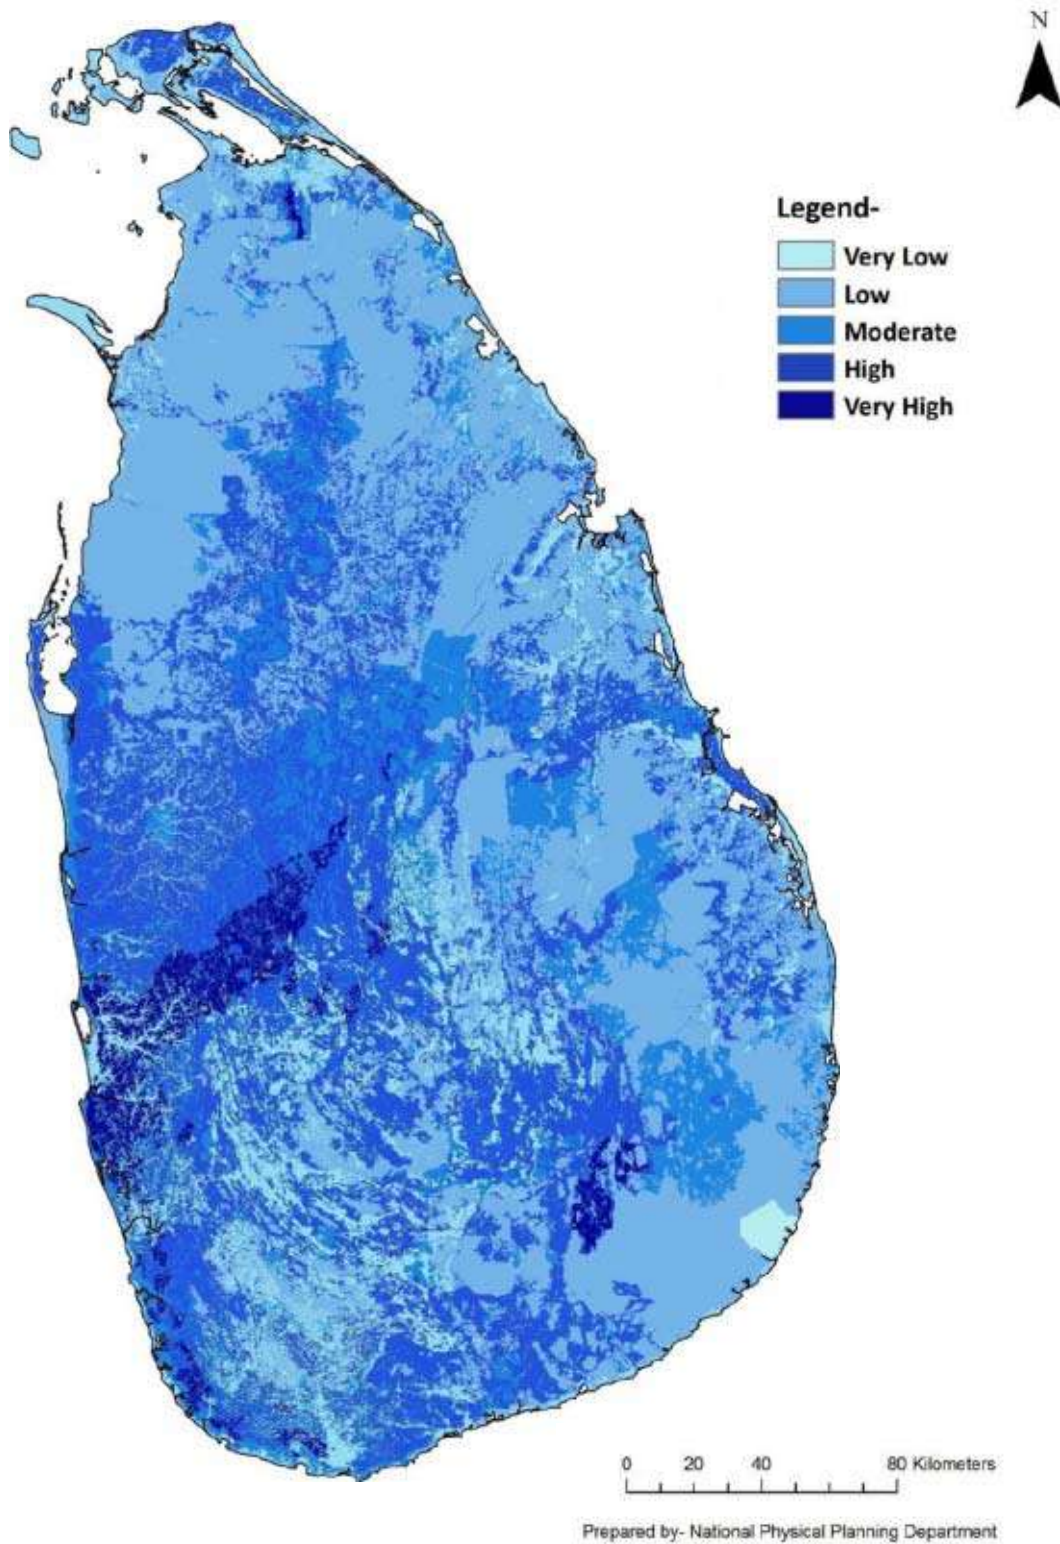 N
Legend-
Very Low
Low
Moderate
High
Very High
0 20 40 80 Kilometers
Prepared by- National Physical Planning Department